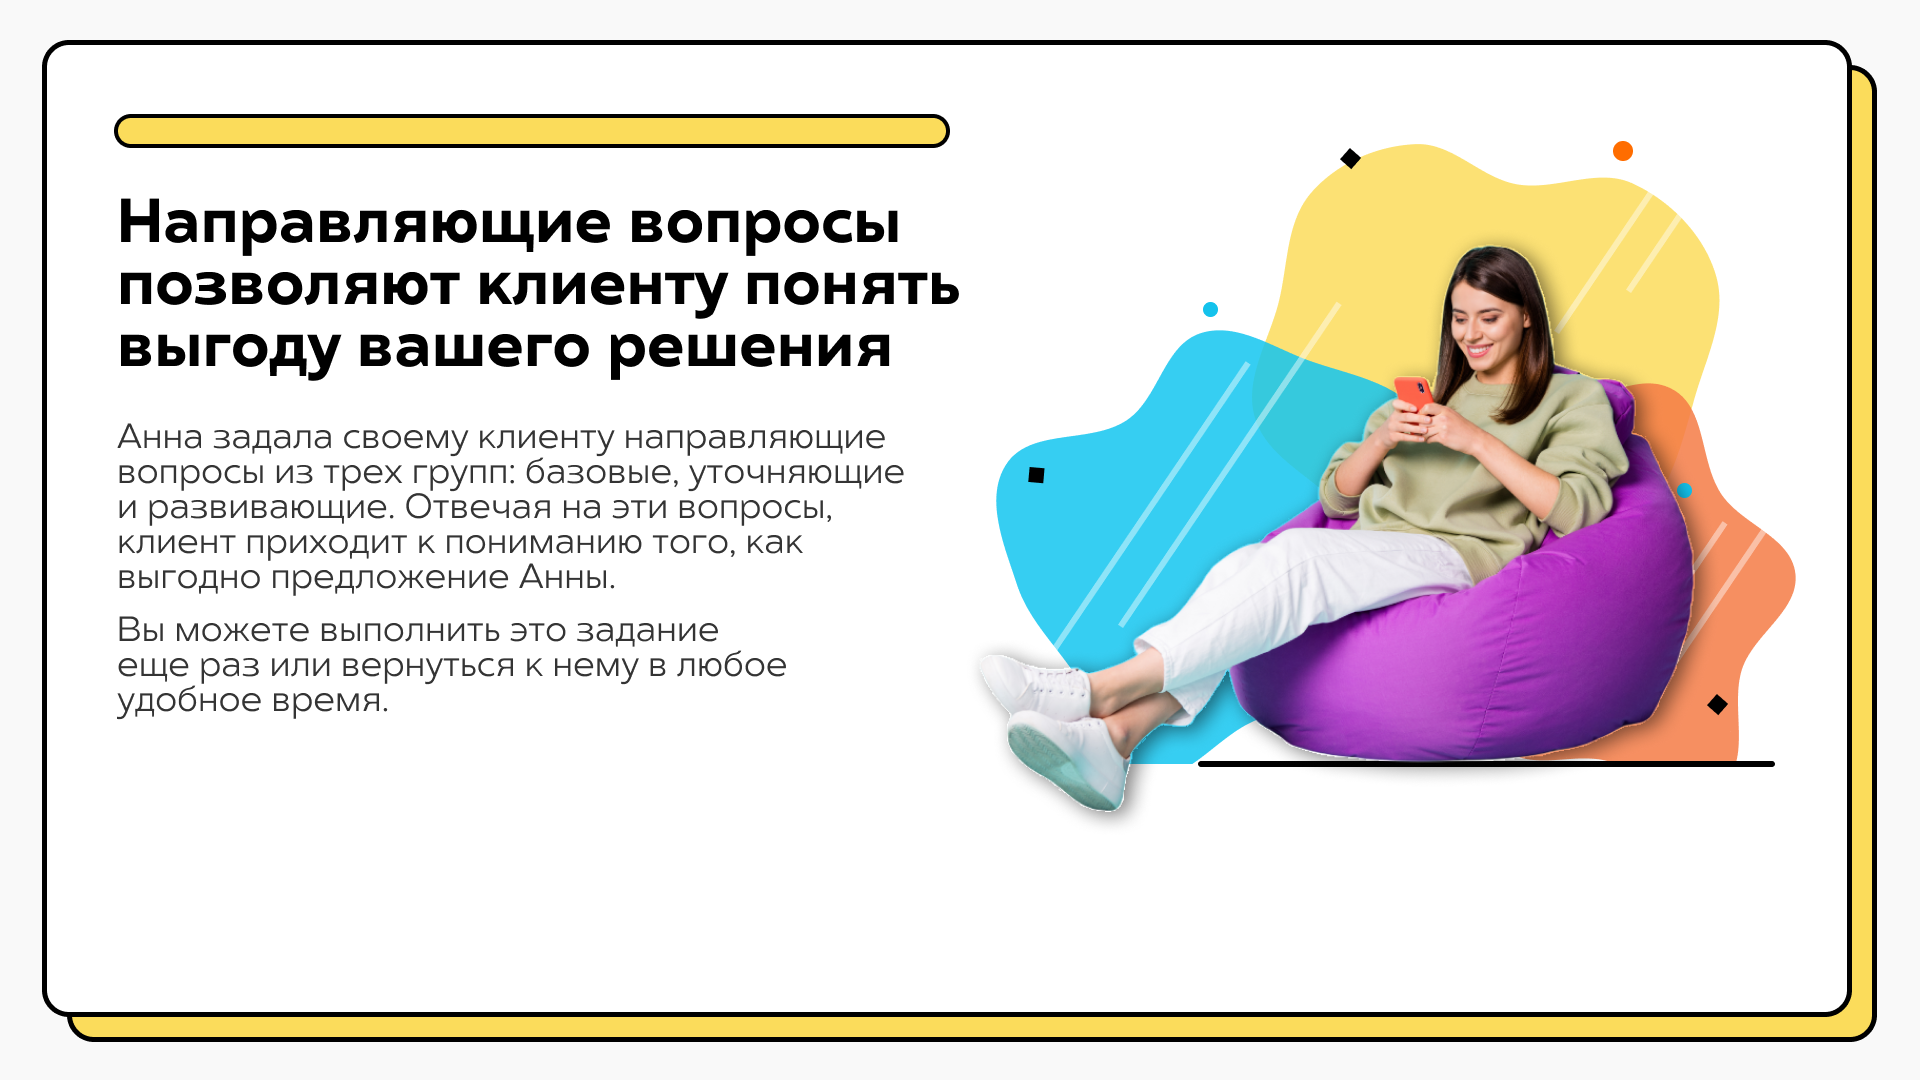 Направляющие вопросы
позволяют клиенту понять
выгоду вашего решения
Анна задала своему клиенту направляющие
вопросы из трех групп: базовые, уточняющие
и развивающие. Отвечая на эти вопросы,
клиент приходит к пониманию того, как
выгодно предложение Анны.
Вы можете выполнить это задание
еще раз или вернуться к нему в любое
удобное время.